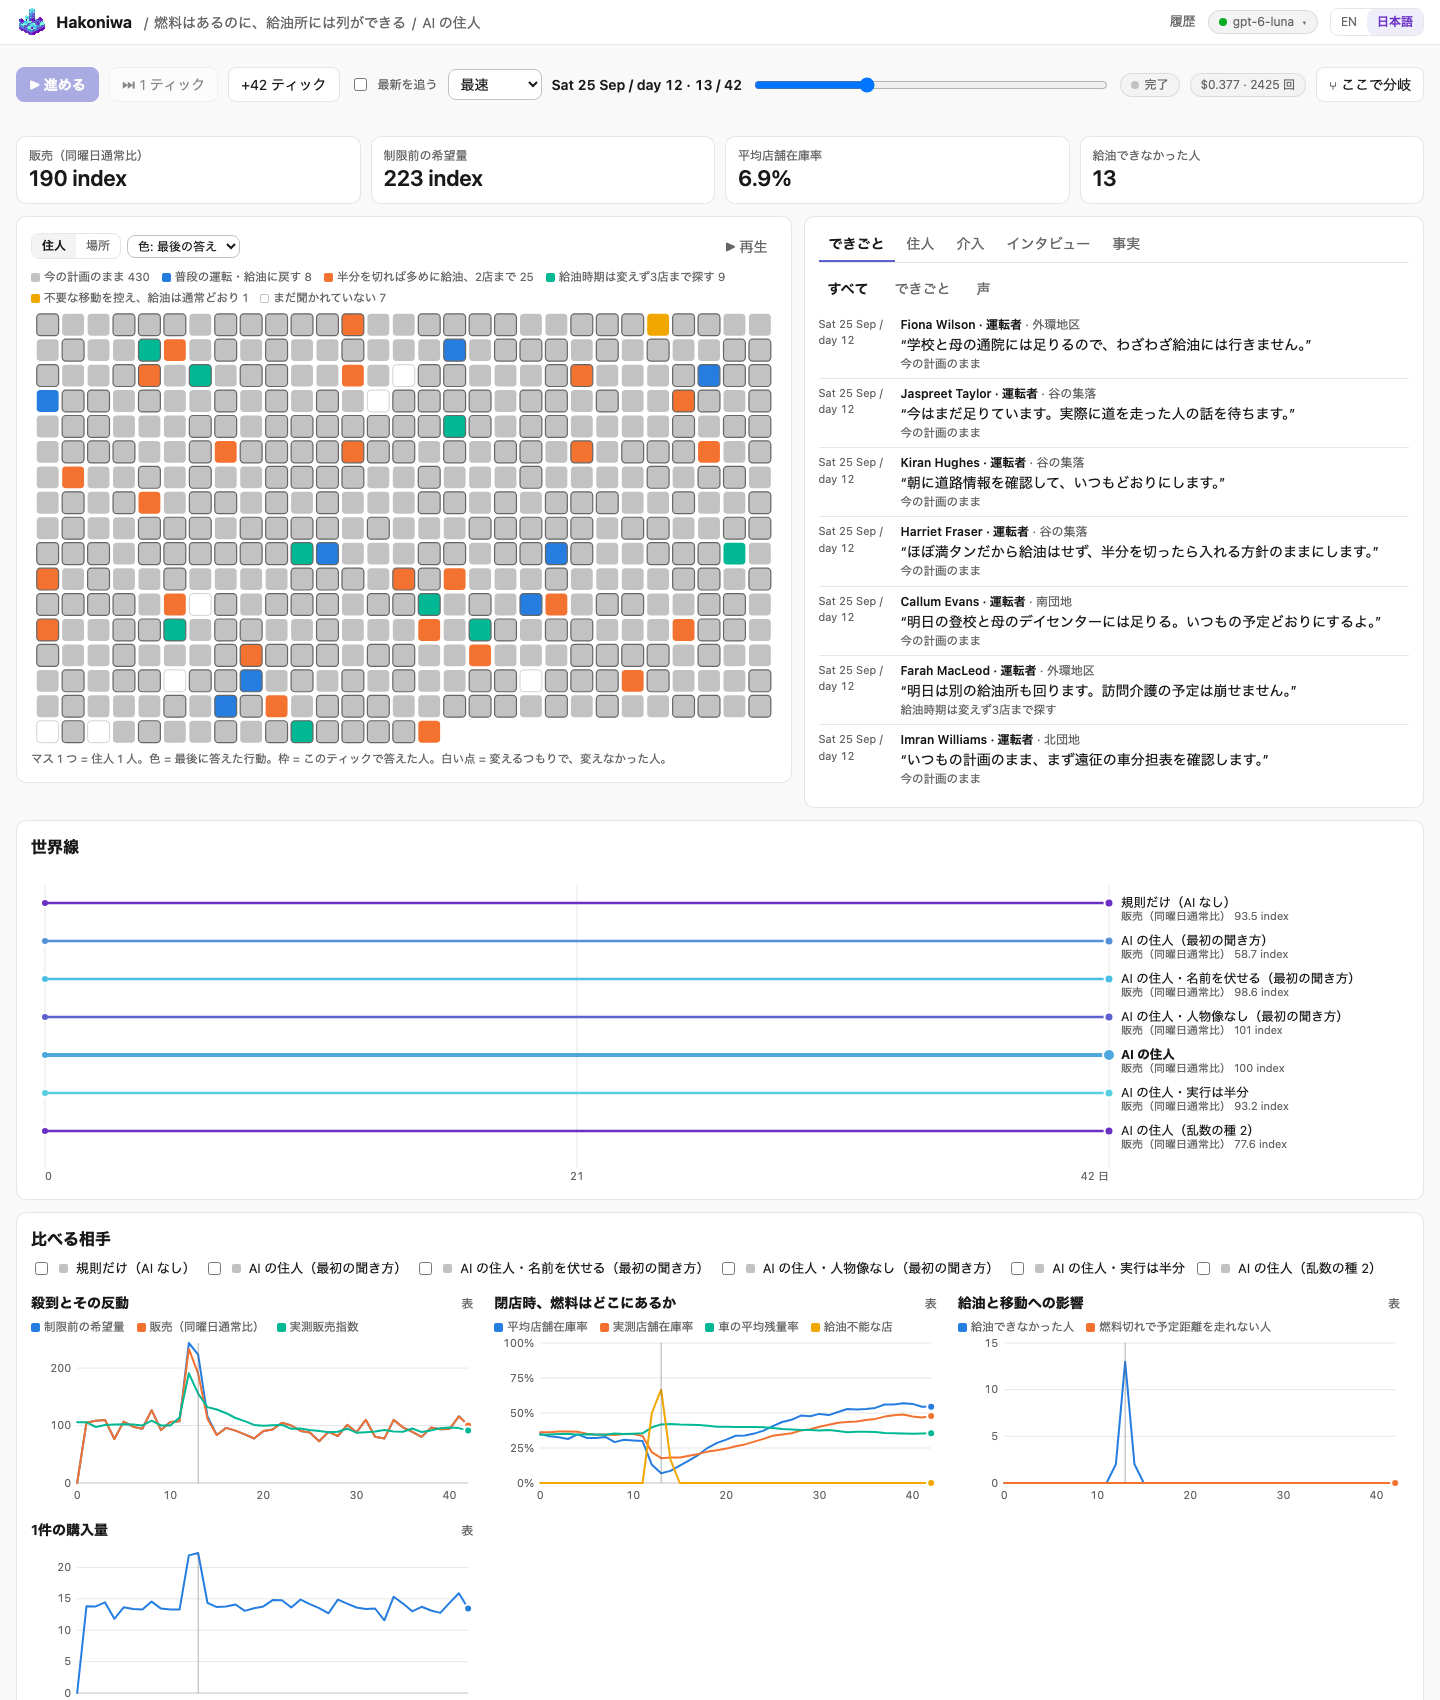 Hakoniwa / 燃料はあるのに、給油所には列ができる / AI の住人
履歴 gpt-6-luna EN 日本語
進める 1 ティック +42 ティック 最新を追う 最速 Sat 25 Sep / day 12 · 13 / 42 完了 $0.377 · 2425 回 ここで分岐
販売（同曜日通常比）
190 index
制限前の希望量
223 index
平均店舗在庫率
6.9%
給油できなかった人
13
住人 場所 色: 最後の答え 再生
今の計画のまま 430 普段の運転・給油に戻す 8 半分を切れば多めに給油、2店まで 25 給油時期は変えず3店まで探す 9
不要な移動を控え、給油は通常どおり 1 まだ聞かれていない 7
マス 1 つ = 住人 1 人。色 = 最後に答えた行動。枠 = このティックで答えた人。白い点 = 変えるつもりで、変えなかった人。
できごと 住人 介入 インタビュー 事実
すべて できごと 声
Sat 25 Sep / day 12
Fiona Wilson · 運転者 · 外環地区
“学校と母の通院には足りるので、わざわざ給油には行きません。”
今の計画のまま
Sat 25 Sep / day 12
Jaspreet Taylor · 運転者 · 谷の集落
“今はまだ足りています。実際に道を走った人の話を待ちます。”
今の計画のまま
Sat 25 Sep / day 12
Kiran Hughes · 運転者 · 谷の集落
“朝に道路情報を確認して、いつもどおりにします。”
今の計画のまま
Sat 25 Sep / day 12
Harriet Fraser · 運転者 · 谷の集落
“ほぼ満タンだから給油はせず、半分を切ったら入れる方針のままにします。”
今の計画のまま
Sat 25 Sep / day 12
Callum Evans · 運転者 · 南団地
“明日の登校と母のデイセンターには足りる。いつもの予定どおりにするよ。”
今の計画のまま
Sat 25 Sep / day 12
Farah MacLeod · 運転者 · 外環地区
“明日は別の給油所も回ります。訪問介護の予定は崩せません。”
給油時期は変えず3店まで探す
Sat 25 Sep / day 12
Imran Williams · 運転者 · 北団地
“いつもの計画のまま、まず遠征の車分担表を確認します。”
今の計画のまま
世界線
規則だけ（AI なし）
販売（同曜日通常比） 93.5 index
AI の住人（最初の聞き方）
販売（同曜日通常比） 58.7 index
AI の住人・名前を伏せる（最初の聞き方）
販売（同曜日通常比） 98.6 index
AI の住人・人物像なし（最初の聞き方）
販売（同曜日通常比） 101 index
AI の住人
販売（同曜日通常比） 100 index
AI の住人・実行は半分
販売（同曜日通常比） 93.2 index
AI の住人（乱数の種 2）
販売（同曜日通常比） 77.6 index
0 21 42 日
比べる相手
規則だけ（AI なし） AI の住人（最初の聞き方） AI の住人・名前を伏せる（最初の聞き方） AI の住人・人物像なし（最初の聞き方） AI の住人・実行は半分 AI の住人（乱数の種 2）
殺到とその反動 表
制限前の希望量 販売（同曜日通常比） 実測販売指数
200
100
0
0 10 20 30 40
閉店時、燃料はどこにあるか 表
平均店舗在庫率 実測店舗在庫率 車の平均残量率 給油不能な店
100%
75%
50%
25%
0%
0 10 20 30 40
給油と移動への影響 表
給油できなかった人 燃料切れで予定距離を走れない人
15
10
5
0
0 10 20 30 40
1件の購入量 表
20
15
10
5
0